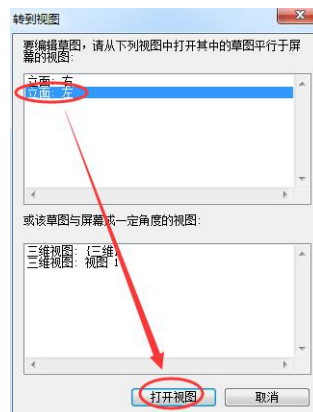 转到视图
要编辑草图，请从下列视图中打开其中的草图平行于屏
幕的视图：
立面：右
立面：左
或该草图与屏幕成一定角度的视图：
三维视图：{三维}
三维视图：视图 1
打开视图
取消